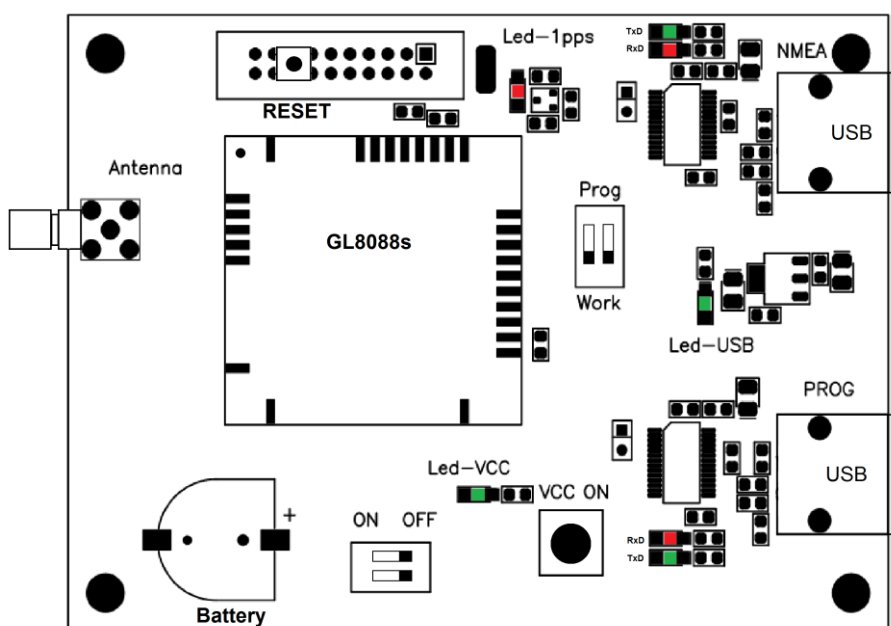 TxD
RxD
Led-1pps
NMEA
RESET
USB
Antenna
Prog
GL8088s
Work
Led-USB
PROG
Led-VCC
VCC ON
USB
+
ON OFF
RxD
TxD
Battery